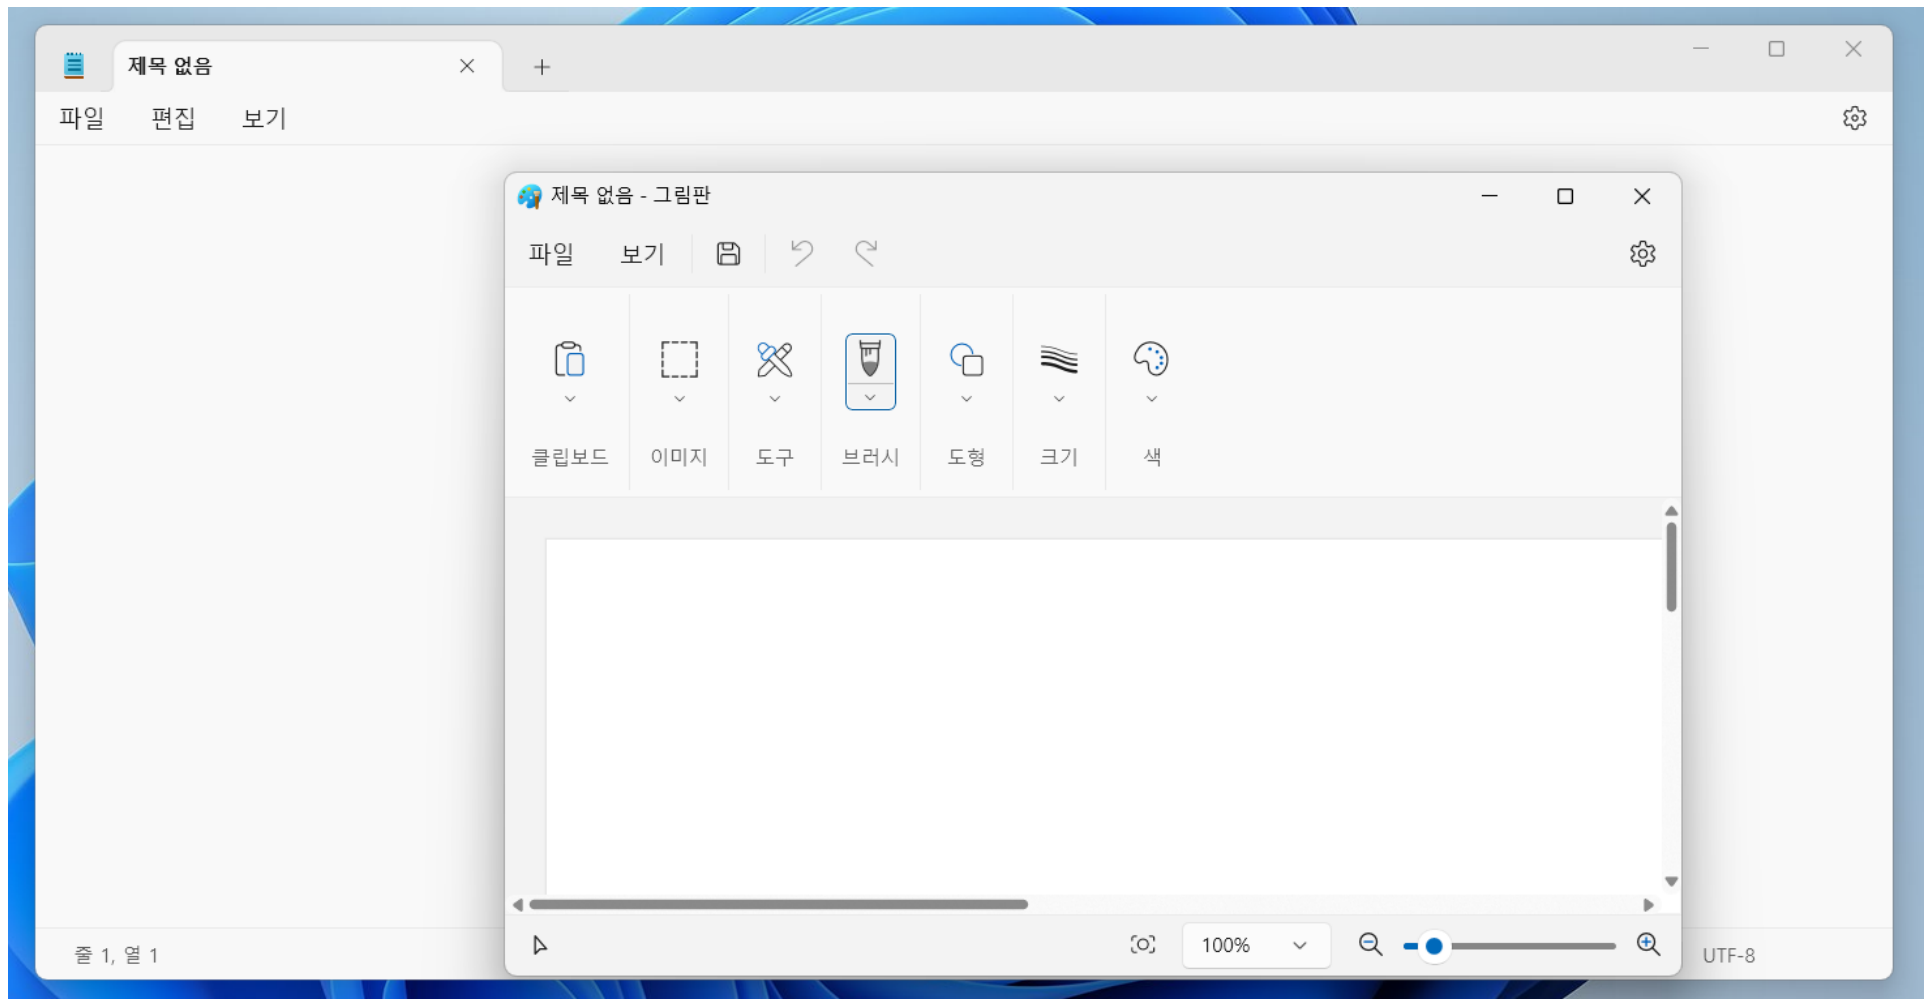 제목 없음
파일 편집 보기
제목 없음 - 그림판
파일 보기
클립보드 이미지 도구 브러시 도형 크기 색
100%
줄 1, 열 1
UTF-8